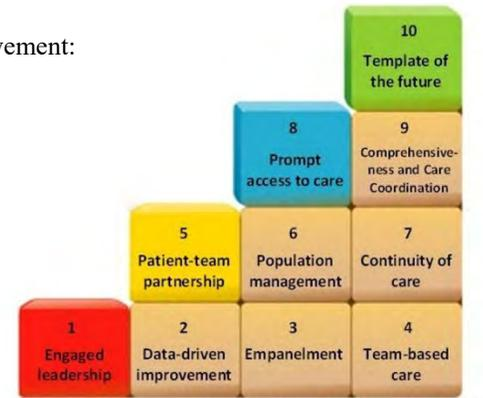 vement:
10
Template of
the future
8
Prompt
access to care
9
Comprehensive-
ness and Care
Coordination
5
Patient-team
partnership
6
Population
management
7
Continuity of
care
1
Engaged
leadership
2
Data-driven
improvement
3
Empanelment
4
Team-based
care